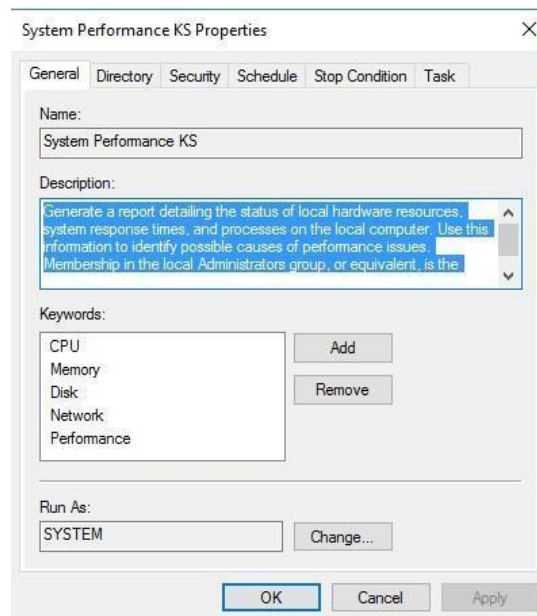 System Performance KS Properties
General Directory Security Schedule Stop Condition Task
Name:
System Performance KS
Description:
Generate a report detailing the status of local hardware resources,
system response times, and processes on the local computer. Use this
information to identify possible causes of performance issues.
Membership in the local Administrators group, or equivalent, is the
Keywords:
CPU
Add
Memory
Disk
Remove
Network
Performance
Run As:
SYSTEM
Change...
OK Cancel Apply